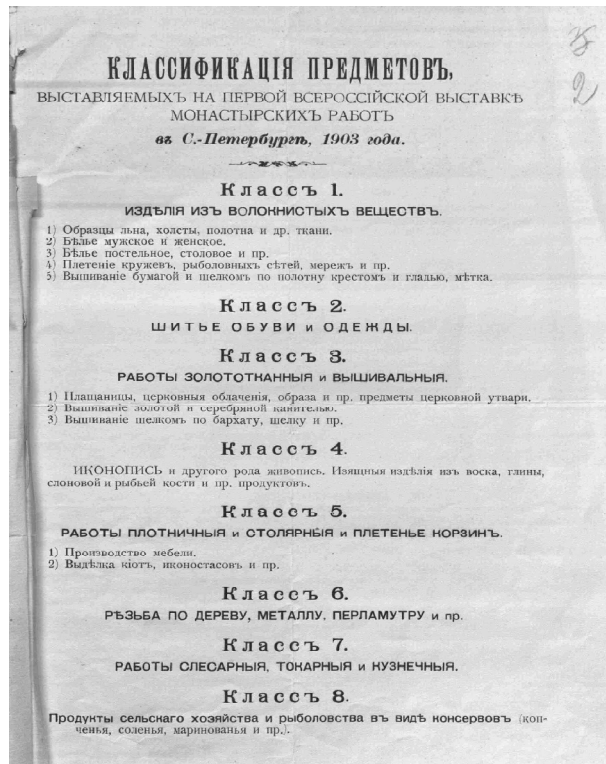 КЛАССИФИКАЦІЯ ПРЕДМЕТОВЪ,
ВЫСТАВЛЯЕМЫХЪ НА ПЕРВОЙ ВСЕРОССІЙСКОЙ ВЫСТАВКѢ
МОНАСТЫРСКИХЪ РАБОТЪ
въ С.-Петербургѣ, 1903 года.
Классъ 1.
ИЗДѢЛІЯ ИЗЪ ВОЛОКНИСТЫХЪ ВЕЩЕСТВЪ.
1) Образцы льна, холсты, полотна и др. ткани.
2) Бѣлье мужское и женское.
3) Бѣлье постельное, столовое и пр.
4) Плетеніе кружевъ, рыболовныхъ сѣтей, мережъ и пр.
5) Вышиваніе бумагой и шелкомъ по полотну крестомъ и гладью, мѣтка.
Классъ 2.
ШИТЬЕ ОБУВИ и ОДЕЖДЫ.
Классъ 3.
РАБОТЫ ЗОЛОТОТКАННЫЯ и ВЫШИВАЛЬНЫЯ.
1) Плащаницы, церковныя облаченія, образа и пр. предметы церковной утвари.
2) Вышиваніе золотой и серебряной канителью.
3) Вышиваніе шелкомъ по бархату, шелку и пр.
Классъ 4.
ИКОНОПИСЬ и другого рода живопись. Изящныя издѣлія изъ воска, глины,
слоновой и рыбьей кости и пр. продуктовъ.
Классъ 5.
РАБОТЫ ПЛОТНИЧНЫЯ и СТОЛЯРНЫЯ и ПЛЕТЕНЬЕ КОРЗИНЪ.
1) Производство мебели.
2) Выдѣлка кіотъ, иконостасовъ и пр.
Классъ 6.
РѢЗЬБА ПО ДЕРЕВУ, МЕТАЛЛУ, ПЕРЛАМУТРУ и пр.
Классъ 7.
РАБОТЫ СЛЕСАРНЫЯ, ТОКАРНЫЯ и КУЗНЕЧНЫЯ.
Классъ 8.
Продукты сельскаго хозяйства и рыболовства въ видѣ консервовъ (коп-
ченья, соленья, маринованья и пр.).
2